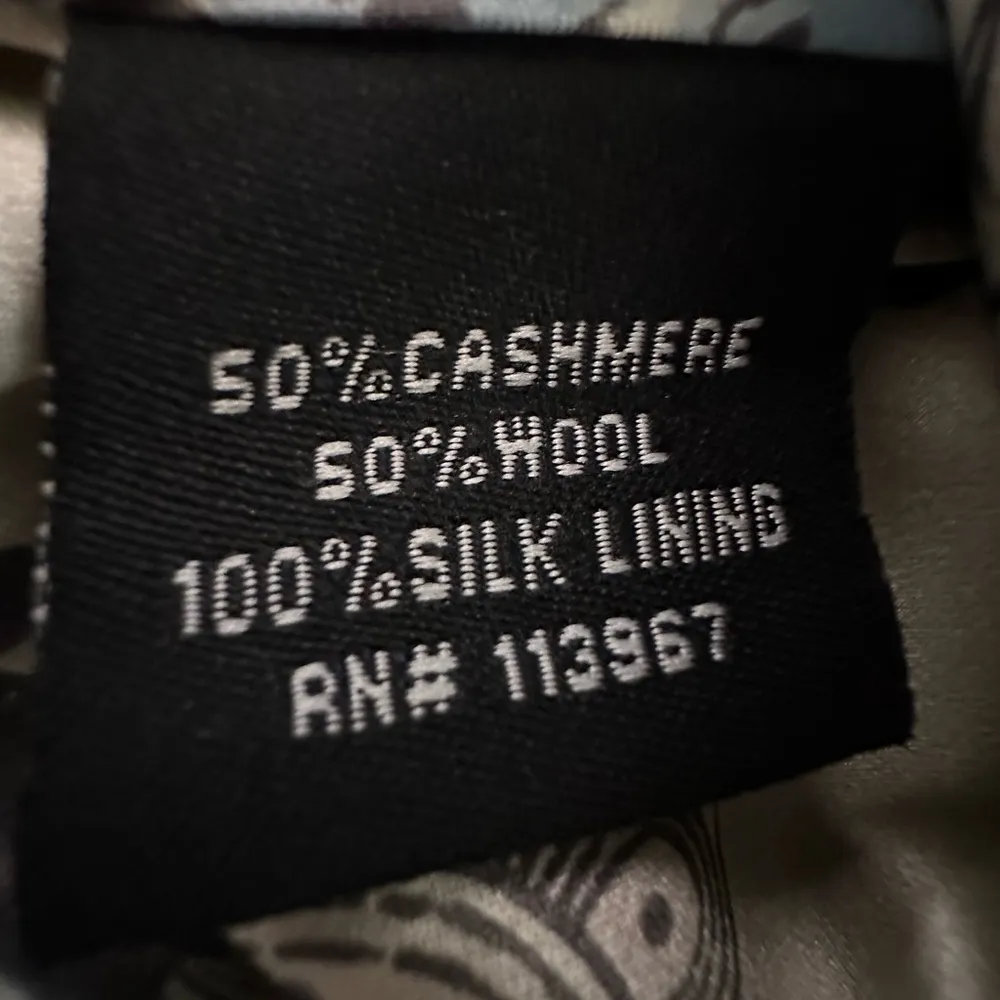 50%CASHMERE
50%WOOL
100%SILK LINING
RN# 113967